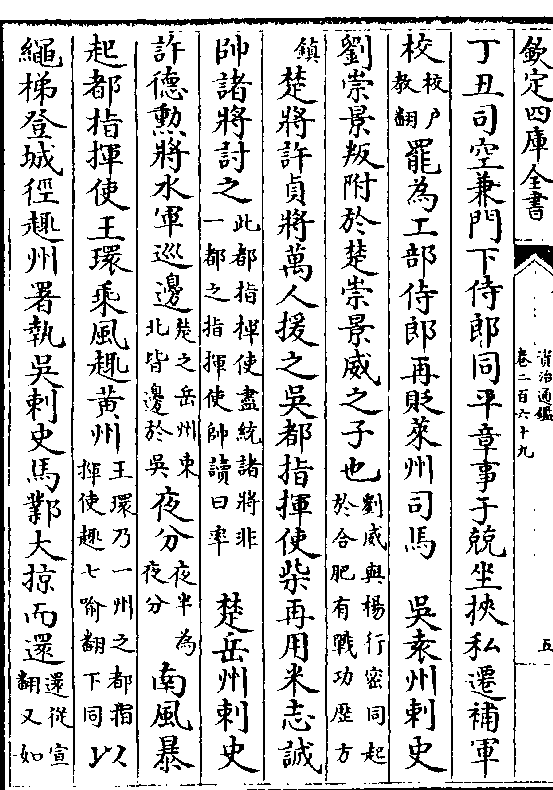 欽定四庫全書
資治通鑑
卷二百六十九
五
丁丑司空兼門下侍郎同平章事于兢坐挾私遷補軍
校校户教翻罷為工部侍郎再貶萊州司馬　吳袁州刺史
劉崇景叛附於楚崇景威之子也劉威與楊行密同起於合肥有戰功歷方
鎮楚將許貞將萬人援之吳都指揮使柴再用米志誠
帥諸將討之此都指揮使盡統諸將非一都之指揮使帥讀曰率　楚岳州刺史
許德勲將水軍巡邊楚之岳州東北皆邊於吳夜分夜半為夜分南風暴
起都指揮使王環乘風趣黄州王環乃一州之都指揮使趣七喻翻下同以
繩梯登城徑趣州署執吳刺史馬鄴大掠而還還從宣翻又如